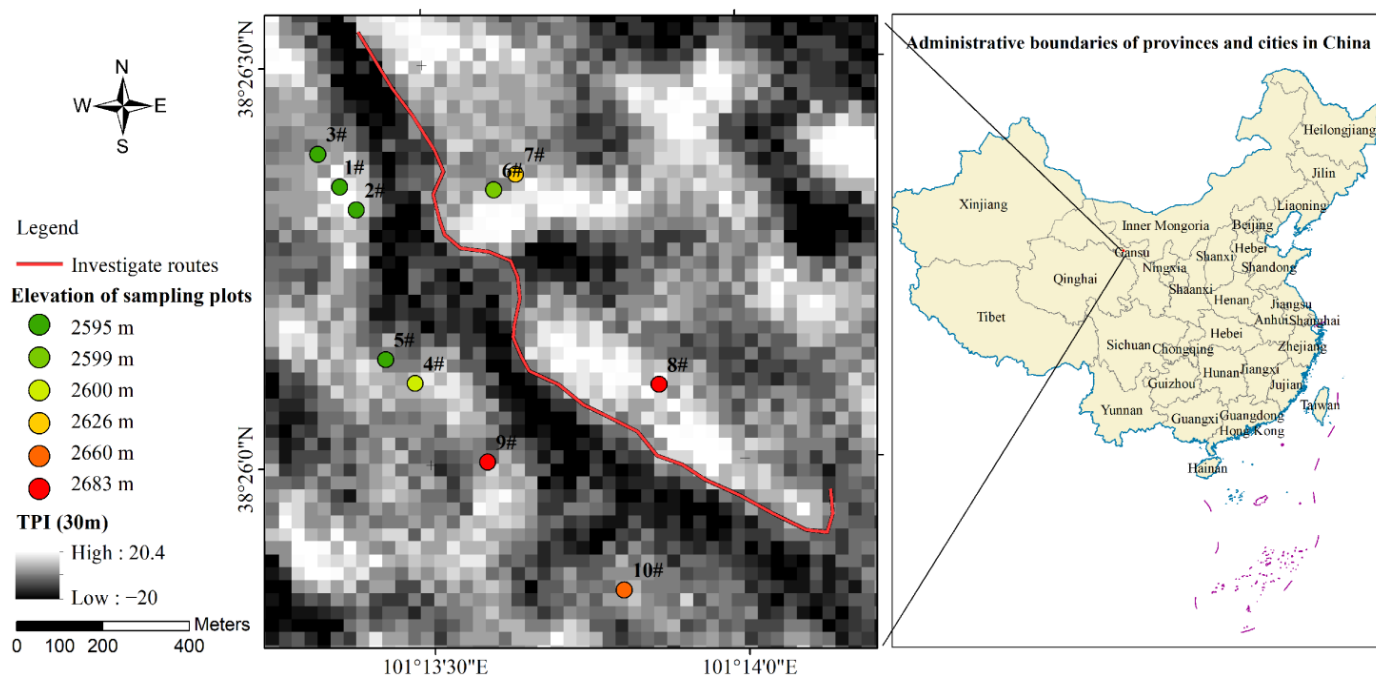 N
W E
S
Legend
Investigate routes
Elevation of sampling plots
2595 m
2599 m
2600 m
2626 m
2660 m
2683 m
TPI (30m)
High : 20.4
Low : −20
Meters
0 100 200 400
38°26'30"N
38°26'0"N
3#
1#
2#
7#
6#
5#
4#
8#
9#
10#
101°13'30"E
101°14'0"E
Administrative boundaries of provinces and cities in China
Heilongjiang
Jilin
Liaoning
Xinjiang
Inner Mongoria
Beijing
Gansu
Hebei
Shanxi
Ningxia
Shandong
Qinghai
Shaanxi
Henan
Jiangsu
Tibet
Anhui
Shanghai
Hebei
Sichuan
Chongqing
Zhejiang
Hunan
Jiangxi
Guizhou
Jujian
Yunnan
Guangxi
Guangdong
Taiwan
Hong Kong
Hainan